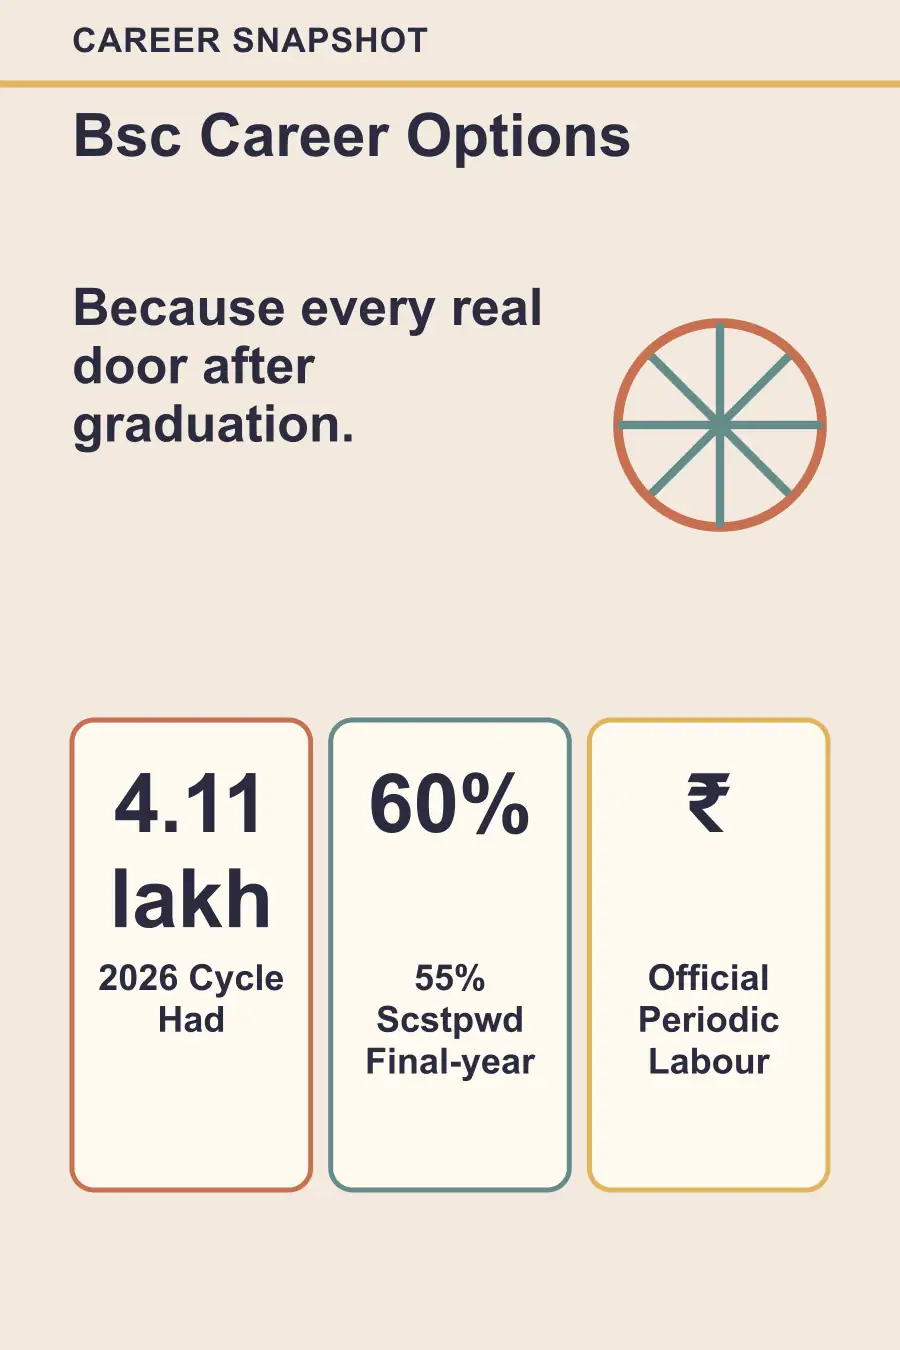 CAREER SNAPSHOT
Bsc Career Options
Because every real
door after
graduation.
4.11
lakh
2026 Cycle
Had
60%
55%
Scstpwd
Final-year
₹
Official
Periodic
Labour